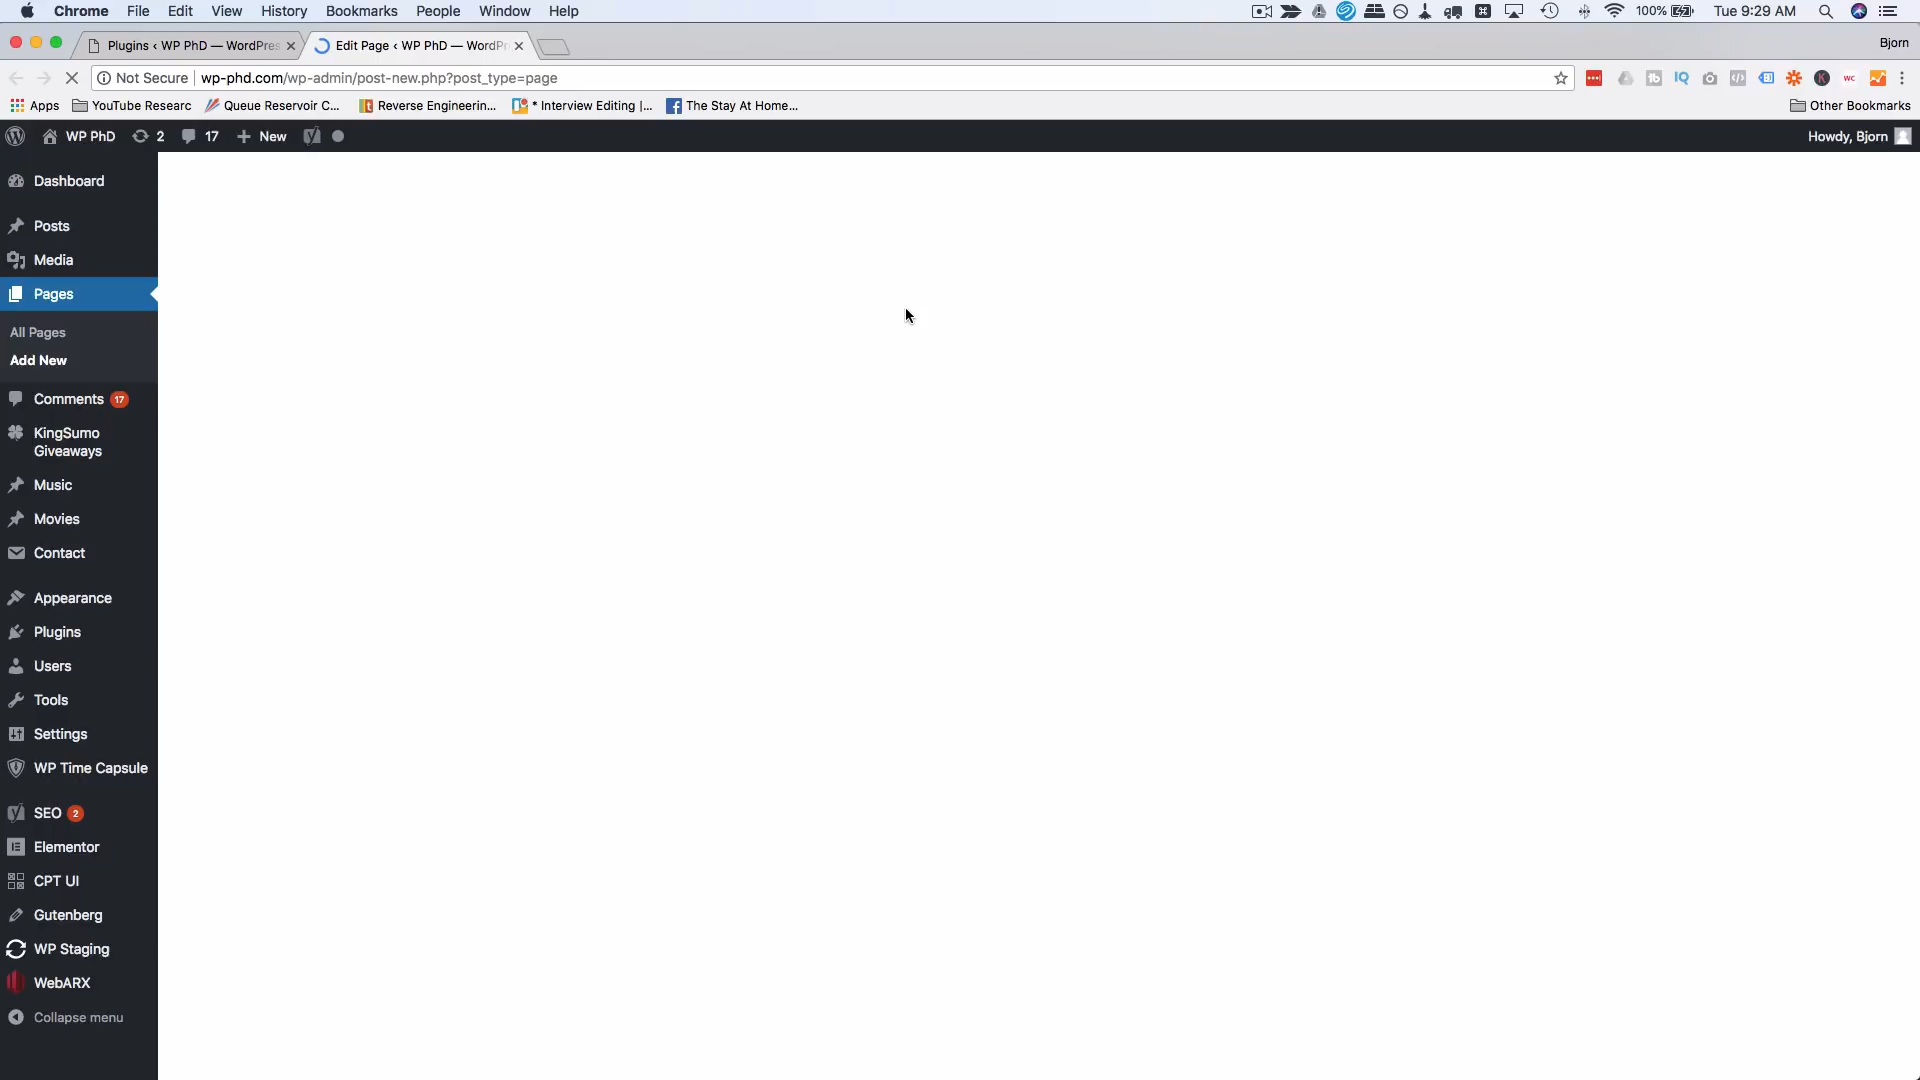 Chrome File Edit View History Bookmarks People Window Help 100% Tue 9:29 AM
Plugins ‹ WP PhD — WordPres Edit Page ‹ WP PhD — WordPr Bjorn
Not Secure wp-phd.com/wp-admin/post-new.php?post_type=page
Apps YouTube Researc Queue Reservoir C... Reverse Engineerin... * Interview Editing |... The Stay At Home... Other Bookmarks
WP PhD 2 17 New Howdy, Bjorn
Dashboard
Posts
Media
Pages
All Pages
Add New
Comments 17
KingSumo
Giveaways
Music
Movies
Contact
Appearance
Plugins
Users
Tools
Settings
WP Time Capsule
SEO 2
Elementor
CPT UI
Gutenberg
WP Staging
WebARX
Collapse menu